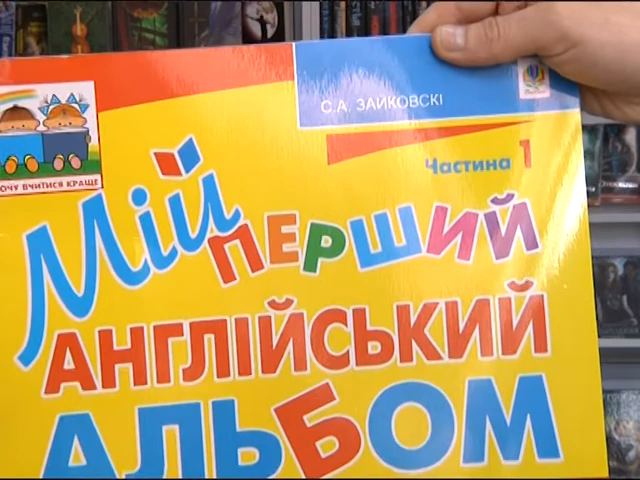 С.А. ЗАЙКОВСКІ
Частина 1
ХОЧУ ВЧИТИСЯ КРАЩЕ
Мій
ПЕРШИЙ
АНГЛІЙСЬКИЙ
АЛЬБОМ